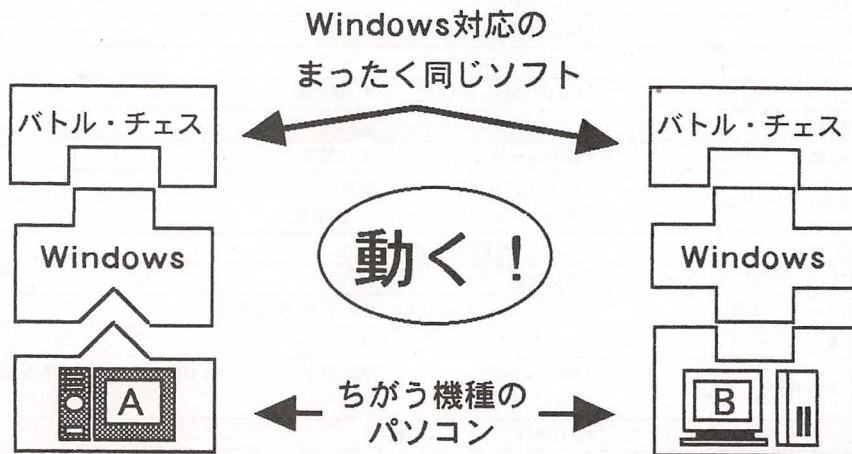 Windows対応の
まったく同じソフト
バトル・チェス
バトル・チェス
Windows
動く！
Windows
A
B
ちがう機種の
パソコン